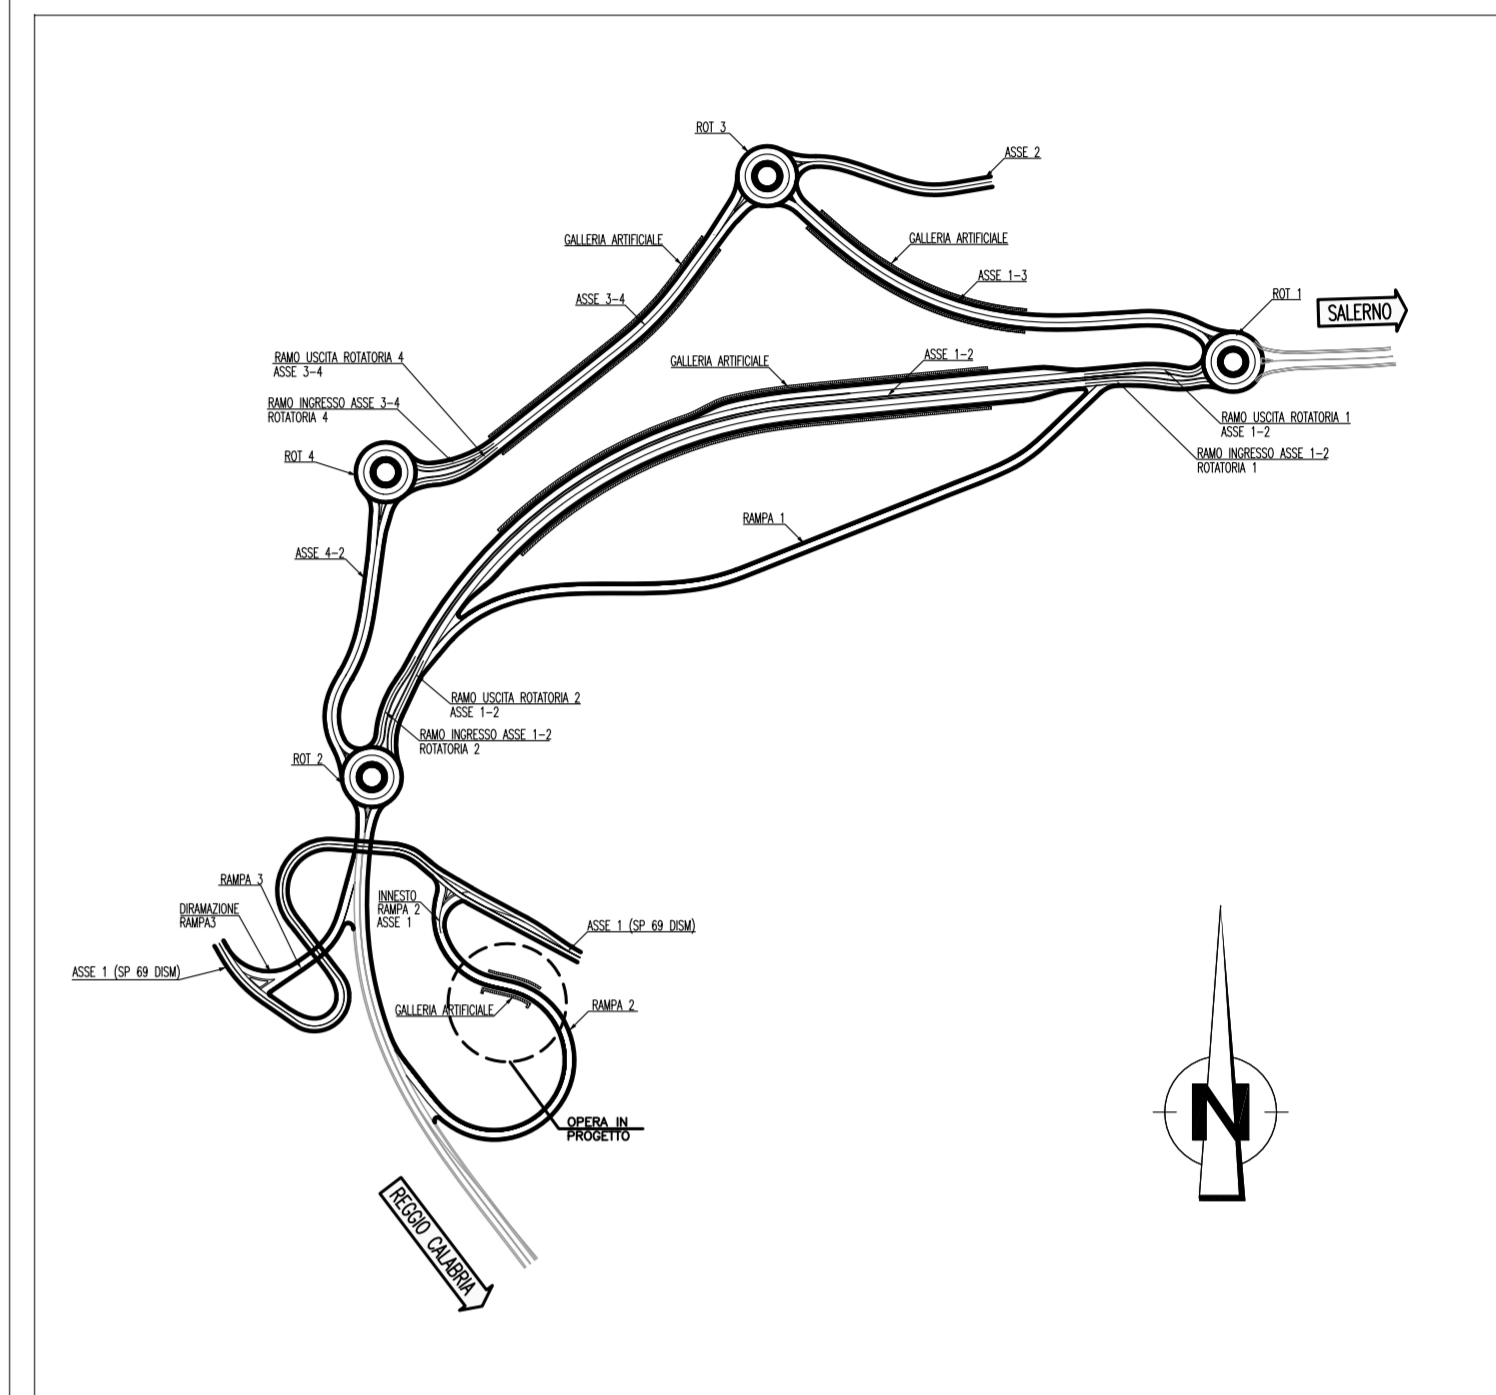 ROT 3
ASSE 2
GALLERIA ARTIFICIALE
GALLERIA ARTIFICIALE
ASSE 1-3
ASSE 3-4
ROT 1
SALERNO
RAMO USCITA ROTATORIA 4
ASSE 3-4
GALLERIA ARTIFICIALE
ASSE 1-2
RAMO INGRESSO ASSE 3-4
ROTATORIA 4
RAMO USCITA ROTATORIA 1
ASSE 1-2
ROT 4
RAMO INGRESSO ASSE 1-2
ROTATORIA 1
RAMPA 1
ASSE 4-2
RAMO USCITA ROTATORIA 2
ASSE 1-2
RAMO INGRESSO ASSE 1-2
ROTATORIA 2
ROT 2
RAMPA 3
INNESTO
RAMPA 2
ASSE 1
DIRAMAZIONE
RAMPA3
ASSE 1 (SP 69 DISM)
ASSE 1 (SP 69 DISM)
GALLERIA ARTIFICIALE
RAMPA 2
OPERA IN
PROGETTO
N
REGGIO CALABRIA